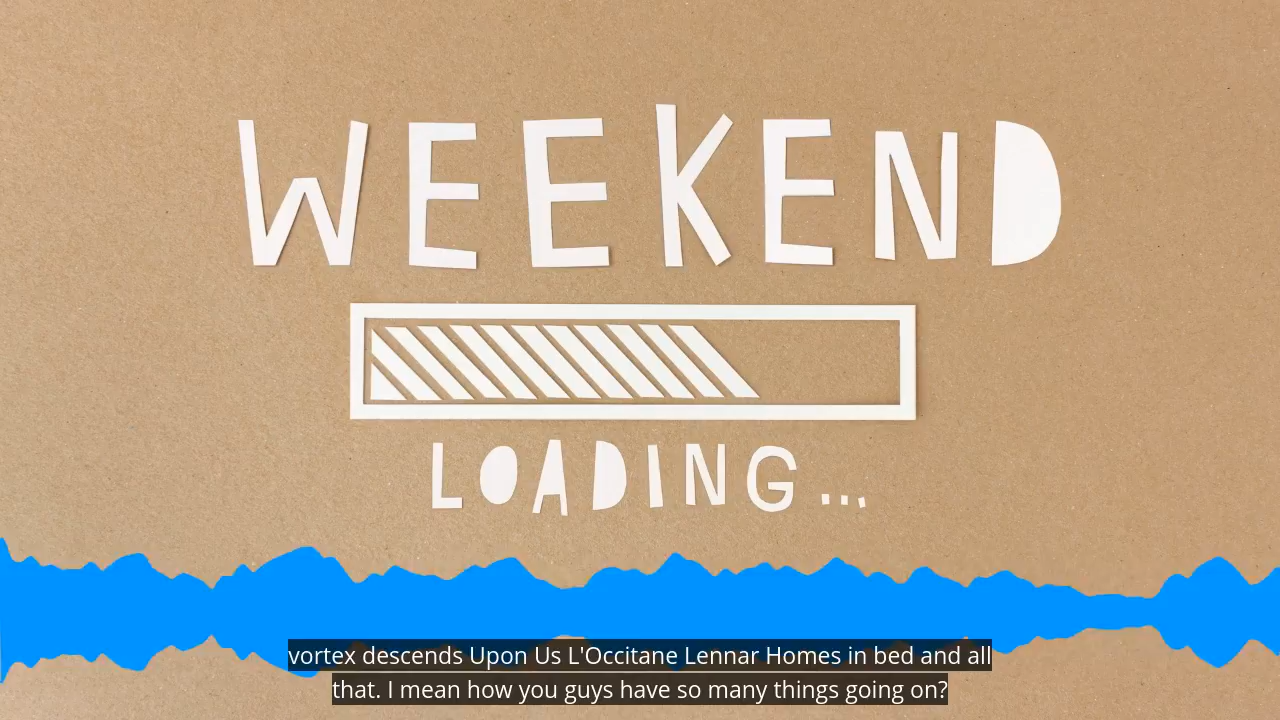 WEEKEND
LOADING...
vortex descends Upon Us L'Occitane Lennar Homes in bed and all
that. I mean how you guys have so many things going on?